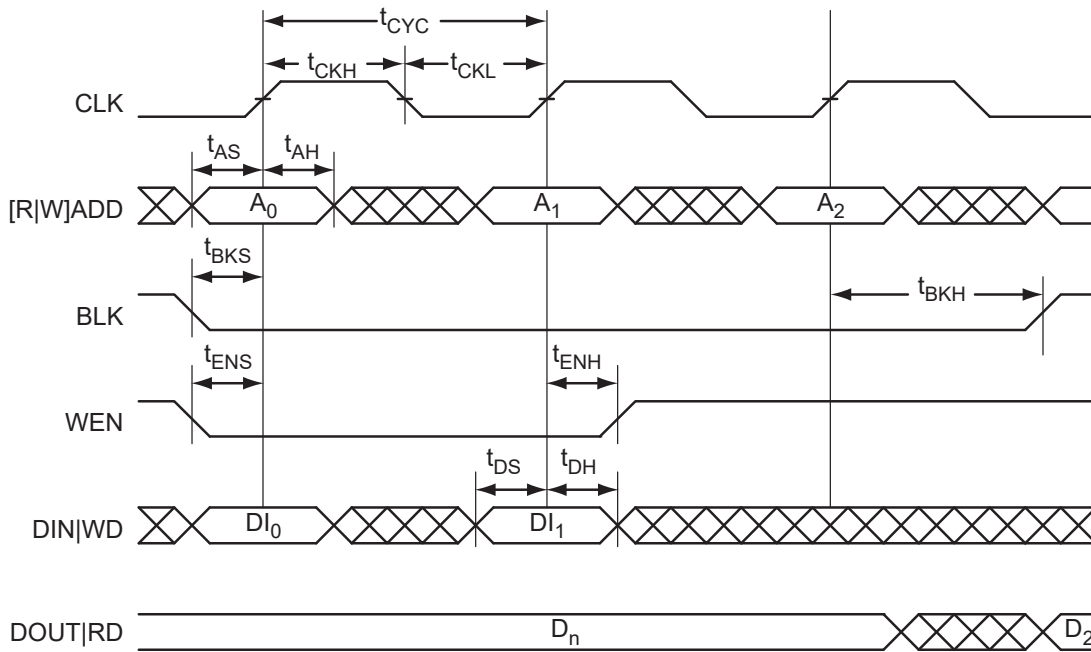 tCYC
tCKH tCKL
CLK
tAS tAH
[R|W]ADD A0 A1 A2
tBKS
tBKH
BLK
tENS tENH
WEN
tDS tDH
DIN|WD DI0 DI1
DOUT|RD Dn D2